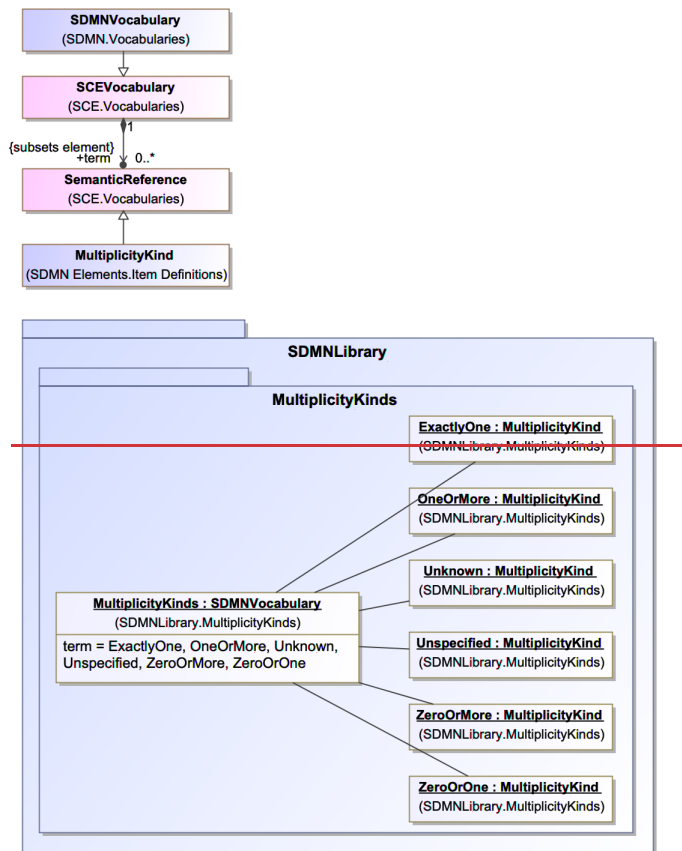 SDMNVocabulary
(SDMN.Vocabularies)
SCEVocabulary
(SCE.Vocabularies)
1
{subsets element}
+term 0..*
SemanticReference
(SCE.Vocabularies)
MultiplicityKind
(SDMN Elements.Item Definitions)
SDMNLibrary
MultiplicityKinds
ExactlyOne : MultiplicityKind
(SDMNLibrary.MultiplicityKinds)
OneOrMore : MultiplicityKind
(SDMNLibrary.MultiplicityKinds)
Unknown : MultiplicityKind
(SDMNLibrary.MultiplicityKinds)
MultiplicityKinds : SDMNVocabulary
(SDMNLibrary.MultiplicityKinds)
term = ExactlyOne, OneOrMore, Unknown,
Unspecified, ZeroOrMore, ZeroOrOne
Unspecified : MultiplicityKind
(SDMNLibrary.MultiplicityKinds)
ZeroOrMore : MultiplicityKind
(SDMNLibrary.MultiplicityKinds)
ZeroOrOne : MultiplicityKind
(SDMNLibrary.MultiplicityKinds)